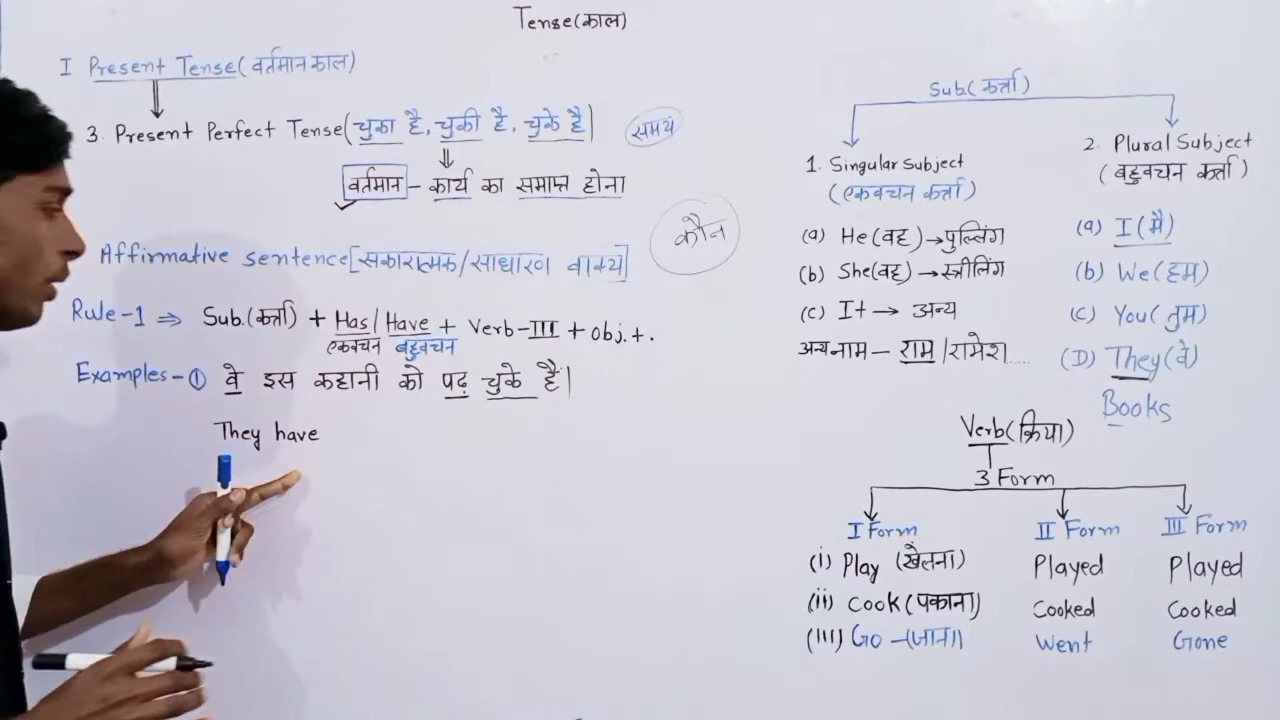 Tense(काल)
I Present Tense(वर्तमान काल)
3. Present Perfect Tense(चुका है, चुकी है, चुके है)
समय
वर्तमान - कार्य का समाप्त होना
कौन
Affirmative sentence[सकारात्मक/साधारण वाक्य]
Rule-1 ⇒ Sub.(कर्त्ता) + Has/Have + Verb-III + obj.+.
एकवचन बहुवचन
Examples-① वे इस कहानी को पढ़ चुके हैं|
They have
Sub.(कर्त्ता)
1. Singular Subject
(एकवचन कर्त्ता)
(a) He(वह)→पुल्लिंग
(b) She(वह)→स्त्रीलिंग
(c) It → अन्य
अन्य नाम - राम/रामेश.....
2. Plural Subject
(बहुवचन कर्त्ता)
(a) I(मै)
(b) We(हम)
(c) You(तुम)
(D) They(वे)
Books
Verb(क्रिया)
3 Form
I Form II Form III Form
(i) Play (खेलना) Played Played
(ii) Cook(पकाना) Cooked Cooked
(III) Go -(जाना) Went Gone